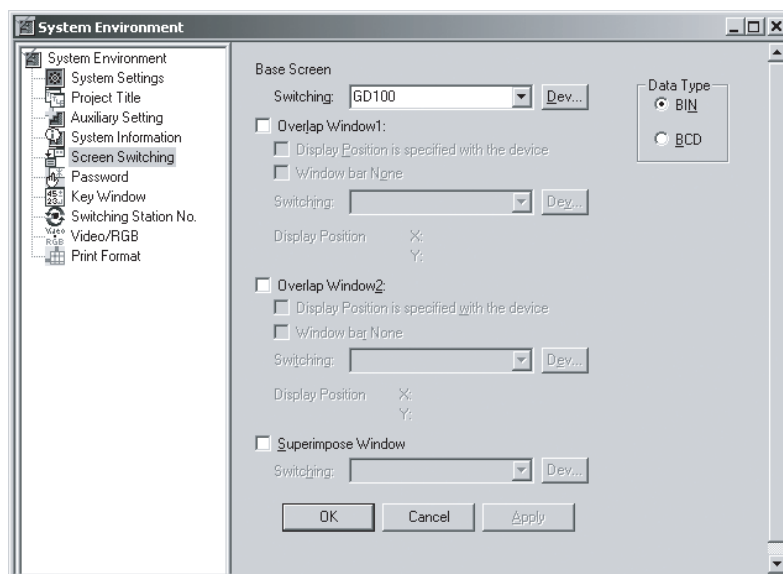 System Environment
System Environment
System Settings
Project Title
Auxiliary Setting
System Information
Screen Switching
Password
Key Window
Switching Station No.
Video/RGB
Print Format
Base Screen
Switching: GD100 Dev...
Data Type
BIN
BCD
Overlap Window1:
Display Position is specified with the device
Window bar None
Switching: Dev...
Display Position X:
Y:
Overlap Window2:
Display Position is specified with the device
Window bar None
Switching: Dev...
Display Position X:
Y:
Superimpose Window
Switching: Dev...
OK Cancel Apply